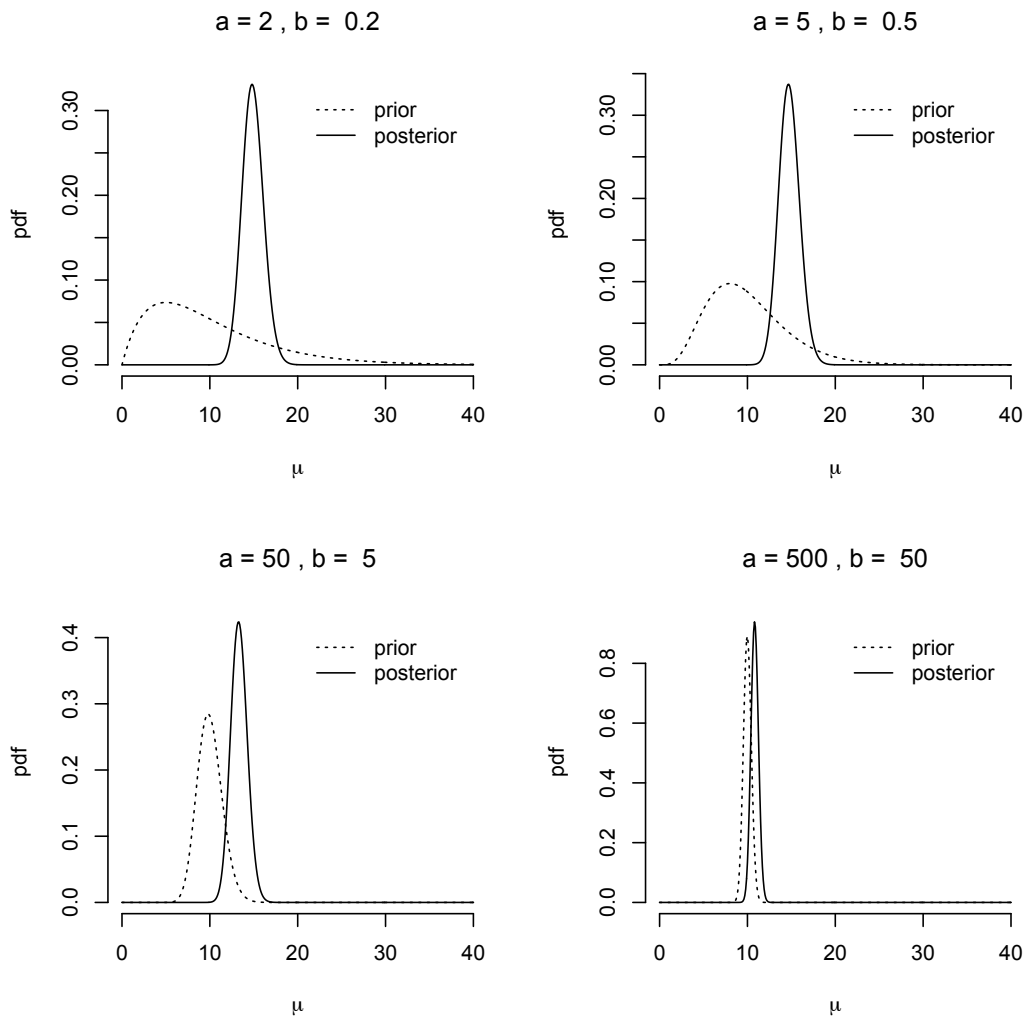 a = 2 , b =  0.2
prior
posterior
pdf
0.00
0.10
0.20
0.30
0
10
20
30
40
μ
a = 5 , b =  0.5
prior
posterior
pdf
0.00
0.10
0.20
0.30
0
10
20
30
40
μ
a = 50 , b =  5
prior
posterior
pdf
0.0
0.1
0.2
0.3
0.4
0
10
20
30
40
μ
a = 500 , b =  50
prior
posterior
pdf
0.0
0.2
0.4
0.6
0.8
0
10
20
30
40
μ